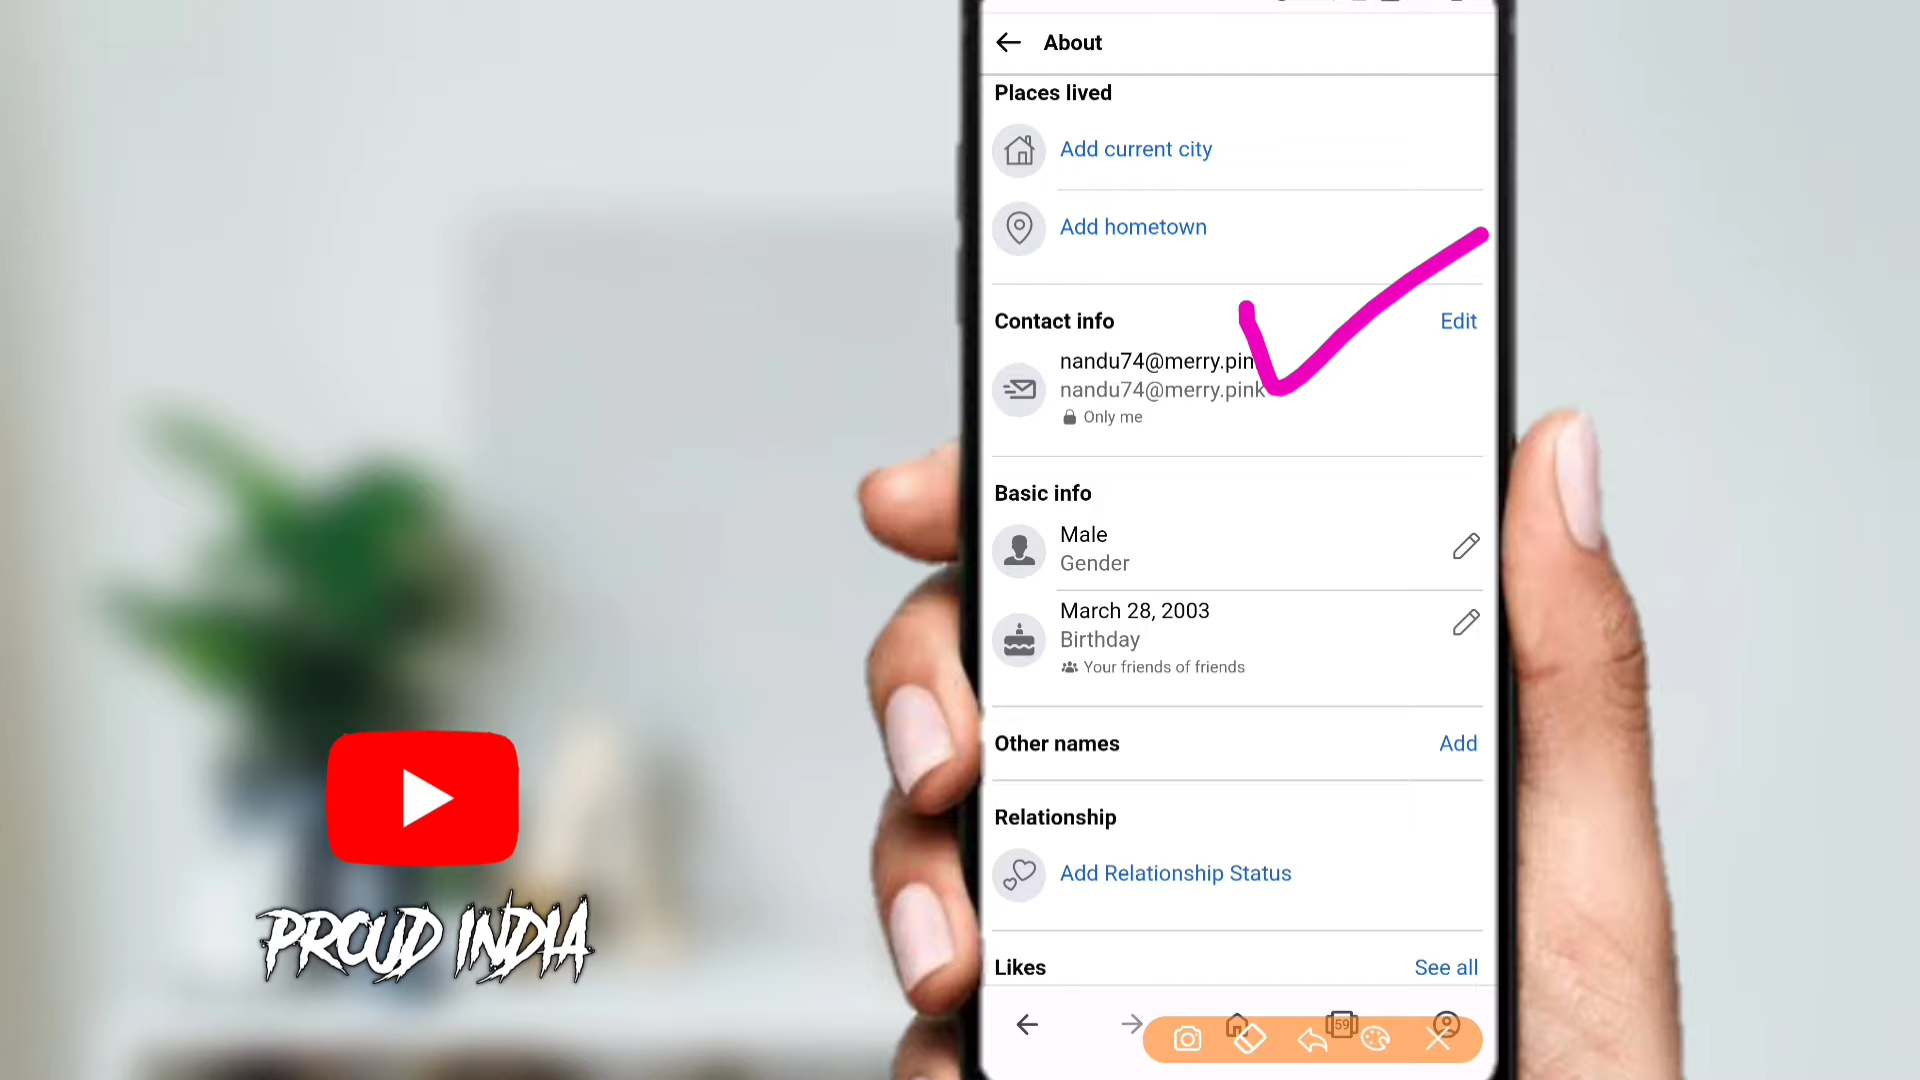 About
Places lived
Add current city
Add hometown
Contact info
Edit
nandu74@merry.pin
nandu74@merry.pink
Only me
Basic info
Male
Gender
March 28, 2003
Birthday
Your friends of friends
Other names
Add
Relationship
Add Relationship Status
Likes
See all
59
PROUD INDIA